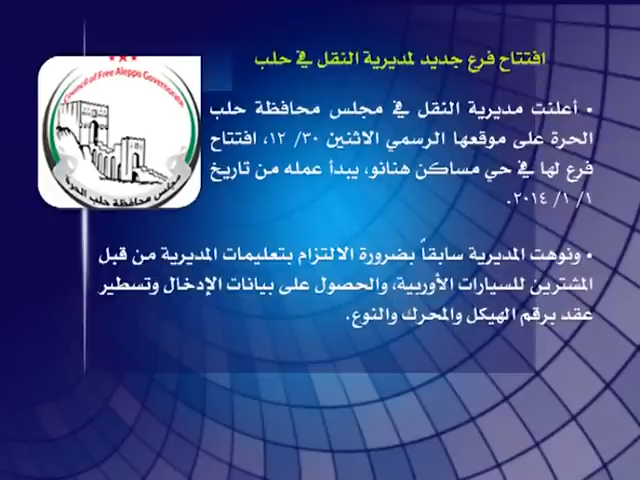 افتتاح فرع جديد لمديرية النقل في حلب
Council of Free Aleppo Governorate
مجلس محافظة حلب الحرة
• أعلنت مديرية النقل في مجلس محافظة حلب
الحرة على موقعها الرسمي الاثنين ٣٠/ ١٢، افتتاح
فرع لها في حي مساكن هنانو، يبدأ عمله من تاريخ
١/ ١/ ٢٠١٤.
• ونوهت المديرية سابقاً بضرورة الالتزام بتعليمات المديرية من قبل
المشترين للسيارات الأوربية، والحصول على بيانات الإدخال وتسطير
عقد برقم الهيكل والمحرك والنوع.